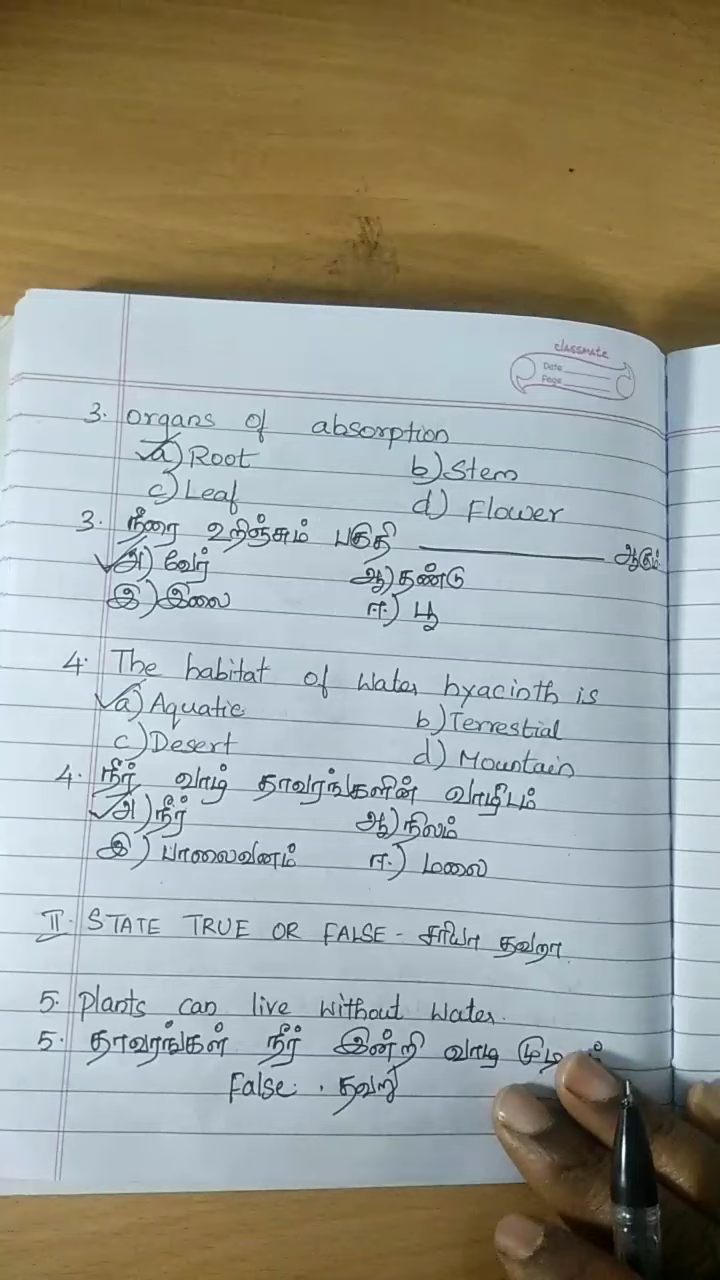 classmate
Date
Page
3. Organs of absorption
a) Root b) Stem
c) Leaf d) Flower
3. நீரை உறிஞ்சும் பகுதி ____________ ஆகும்
அ) வேர் ஆ) தண்டு
இ) இலை ஈ) பூ
4. The habitat of water hyacinth is
a) Aquatic b) Terrestial
c) Desert d) Mountain
4. நீர் வாழ் தாவரங்களின் வாழிடம்
அ) நீர் ஆ) நிலம்
இ) பாலைவனம் ஈ) மலை
II. STATE TRUE OR FALSE - சரியா தவறா.
5. Plants can live without water.
5. தாவரங்கள் நீர் இன்றி வாழ
False. தவறு